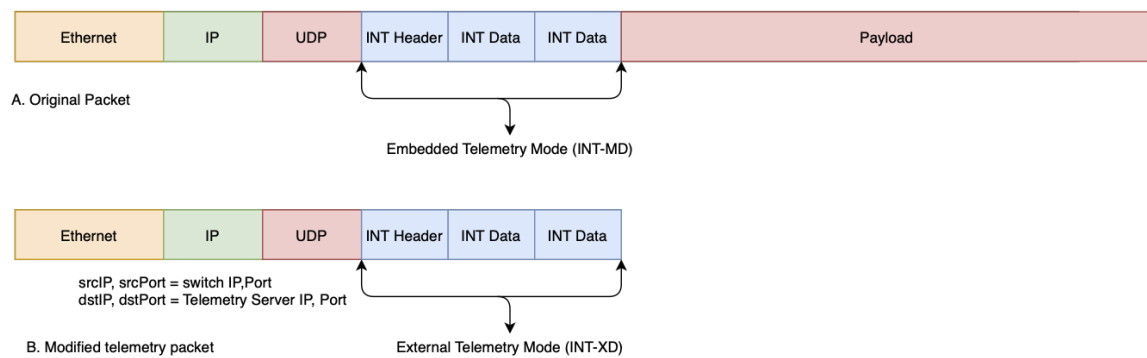 Ethernet IP UDP INT Header INT Data INT Data Payload
A. Original Packet
Embedded Telemetry Mode (INT-MD)
Ethernet IP UDP INT Header INT Data INT Data
srcIP, srcPort = switch IP,Port
dstIP, dstPort = Telemetry Server IP, Port
B. Modified telemetry packet
External Telemetry Mode (INT-XD)